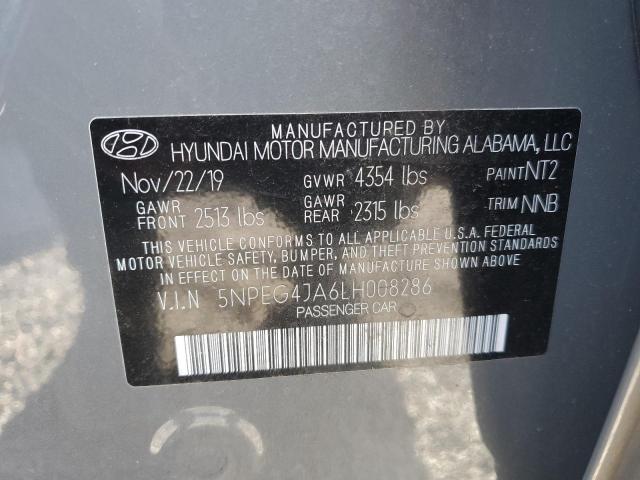 MANUFACTURED BY
HYUNDAI MOTOR MANUFACTURING ALABAMA, LLC
Nov/22/19 GVWR 4354 lbs PAINT NT2
GAWR FRONT 2513 lbs GAWR REAR 2315 lbs TRIM NNB
THIS VEHICLE CONFORMS TO ALL APPLICABLE U.S.A. FEDERAL
MOTOR VEHICLE SAFETY, BUMPER, AND THEFT PREVENTION STANDARDS
IN EFFECT ON THE DATE OF MANUFACTURE SHOWN ABOVE.
V.I.N 5NPEG4JA6LH008286
PASSENGER CAR